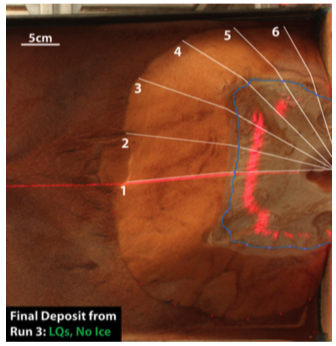 5cm
6
5
4
3
2
1
Final Deposit from
Run 3: LQs, No Ice